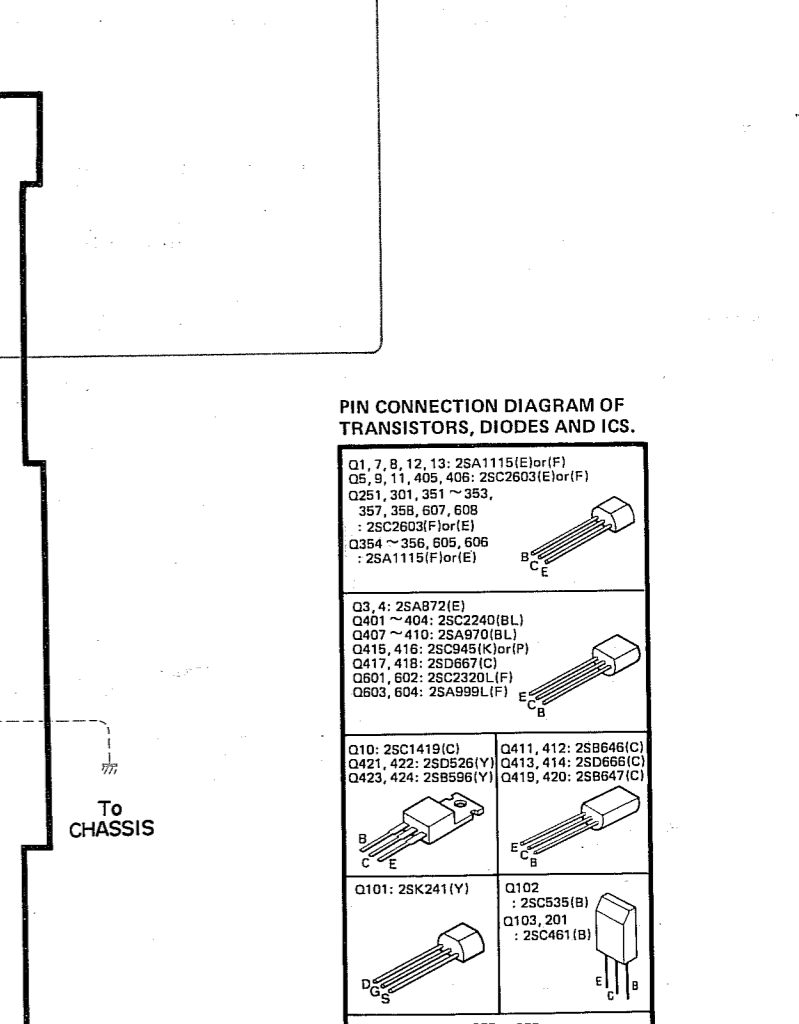 PIN CONNECTION DIAGRAM OF
TRANSISTORS, DIODES AND ICS.
Q1, 7, 8, 12, 13: 2SA1115(E)or(F)
Q5, 9, 11, 405, 406: 2SC2603(E)or(F)
Q251, 301, 351 ~ 353,
357, 358, 607, 608
: 2SC2603(F)or(E)
Q354 ~ 356, 605, 606
: 2SA1115(F)or(E)
B
C
E
Q3, 4: 2SA872(E)
Q401 ~ 404: 2SC2240(BL)
Q407 ~ 410: 2SA970(BL)
Q415, 416: 2SC945(K)or(P)
Q417, 418: 2SD667(C)
Q601, 602: 2SC2320L(F)
Q603, 604: 2SA999L(F)
E
C
B
Q10: 2SC1419(C)
Q421, 422: 2SD526(Y)
Q423, 424: 2SB596(Y)
B
C
E
Q411, 412: 2SB646(C)
Q413, 414: 2SD666(C)
Q419, 420: 2SB647(C)
E
C
B
To
CHASSIS
Q101: 2SK241(Y)
D
G
S
Q102
: 2SC535(B)
Q103, 201
: 2SC461(B)
E
C
B